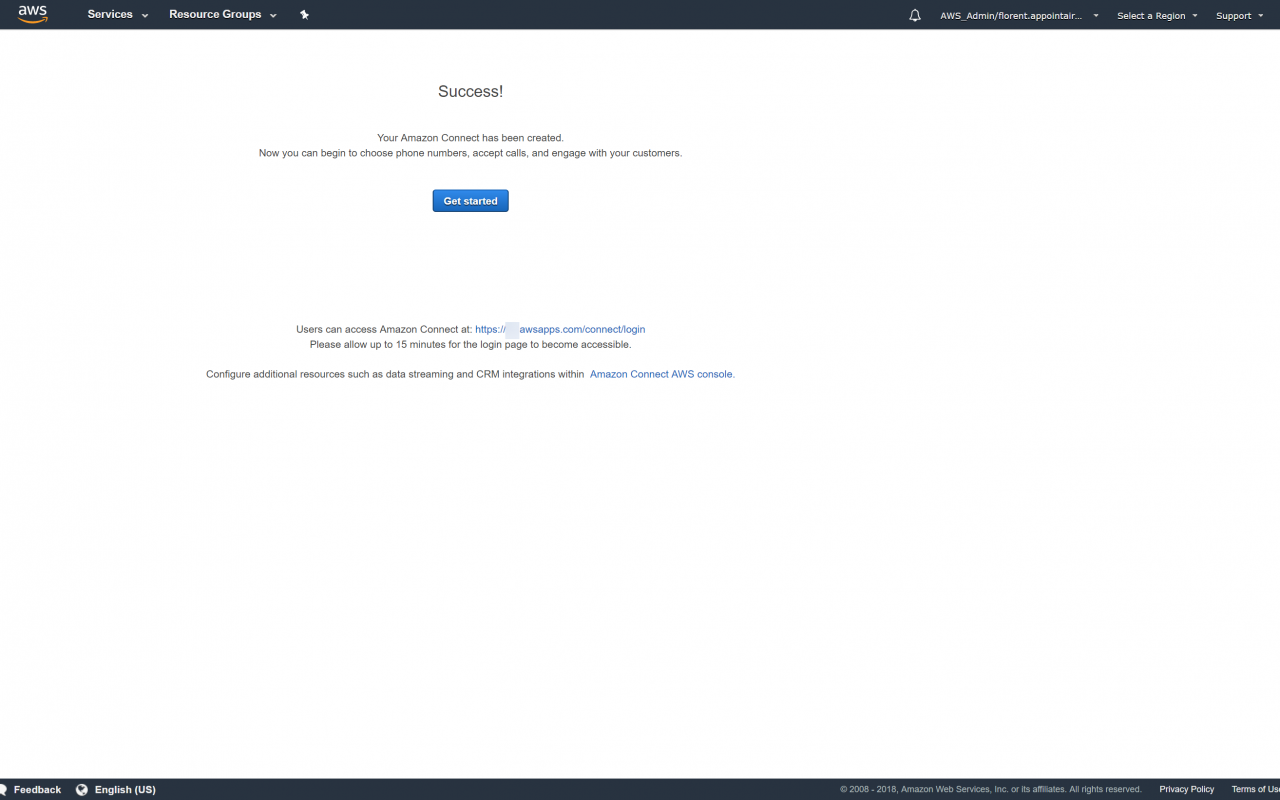 aws Services Resource Groups AWS_Admin/florent.appointair... Select a Region Support
Success!
Your Amazon Connect has been created.
Now you can begin to choose phone numbers, accept calls, and engage with your customers.
Get started
Users can access Amazon Connect at: https:// awsapps.com/connect/login
Please allow up to 15 minutes for the login page to become accessible.
Configure additional resources such as data streaming and CRM integrations within Amazon Connect AWS console.
Feedback English (US) © 2008 - 2018, Amazon Web Services, Inc. or its affiliates. All rights reserved. Privacy Policy Terms of Us